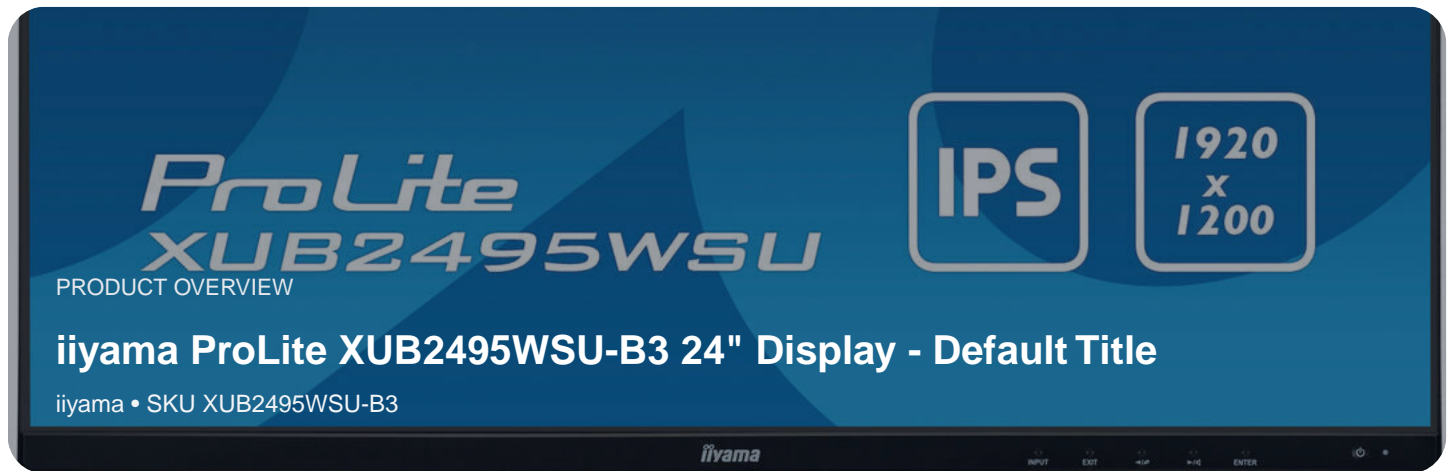 ProLite
XUB2495WSU
IPS
1920
x
1200
PRODUCT OVERVIEW
iiyama ProLite XUB2495WSU-B3 24" Display - Default Title
iiyama • SKU XUB2495WSU-B3
iiyama
INPUT EXIT ENTER